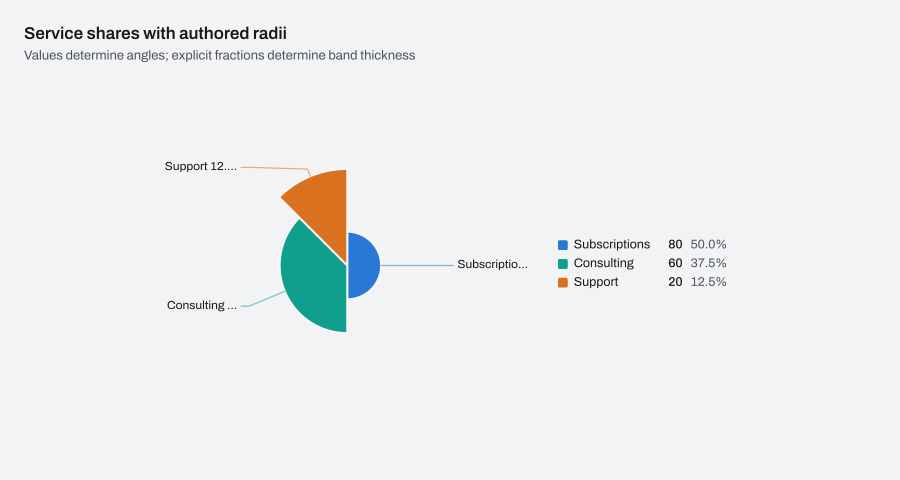 Service shares with authored radii
Values determine angles; explicit fractions determine band thickness
Support 12....
Subscriptio...
Consulting ...
Subscriptions 80 50.0%
Consulting 60 37.5%
Support 20 12.5%